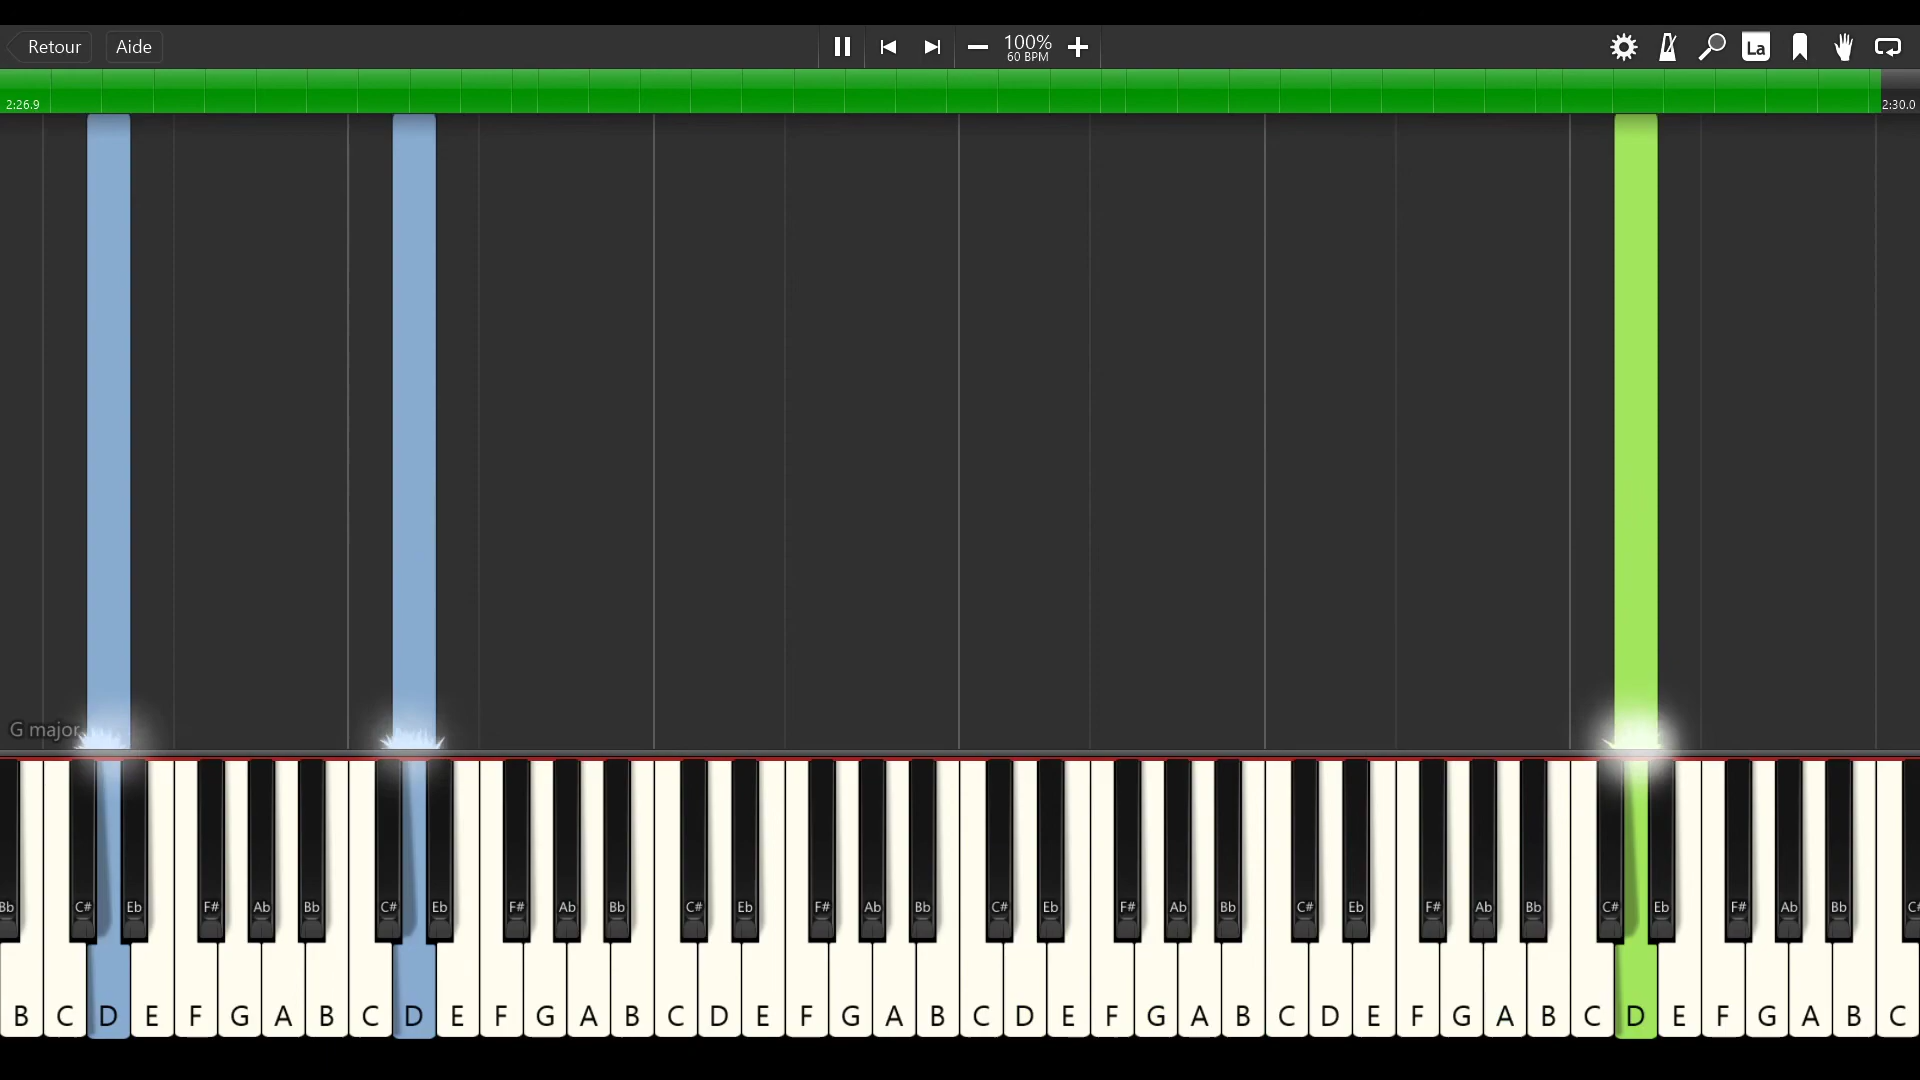 Retour Aide 100% La
60 BPM
2:26.9 2:30.0
G major
Bb C# Eb F# Ab Bb C# Eb F# Ab Bb C# Eb F# Ab Bb C# Eb F# Ab Bb C# Eb F# Ab Bb C# Eb F# Ab Bb C#
B C D E F G A B C D E F G A B C D E F G A B C D E F G A B C D E F G A B C D E F G A B C